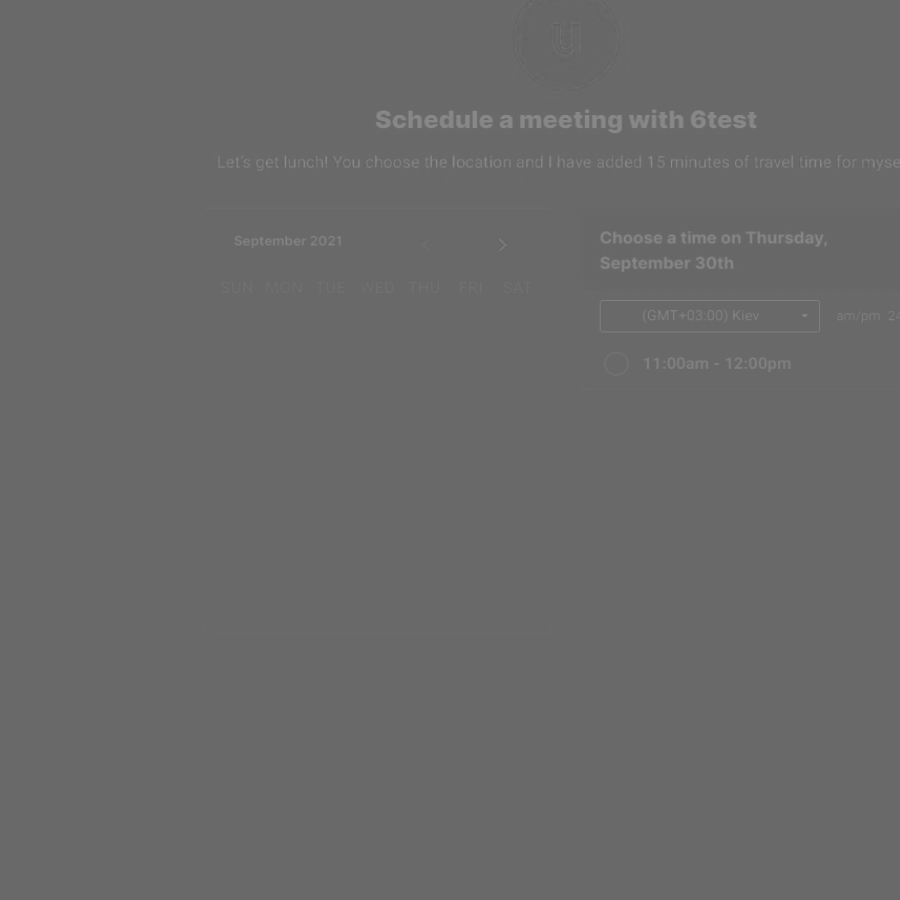 U
Schedule a meeting with 6test
Let's get lunch! You choose the location and I have added 15 minutes of travel time for myse
September 2021
SUN MON TUE WED THU FRI SAT
Choose a time on Thursday,
September 30th
(GMT+03:00) Kiev
am/pm 24
11:00am - 12:00pm